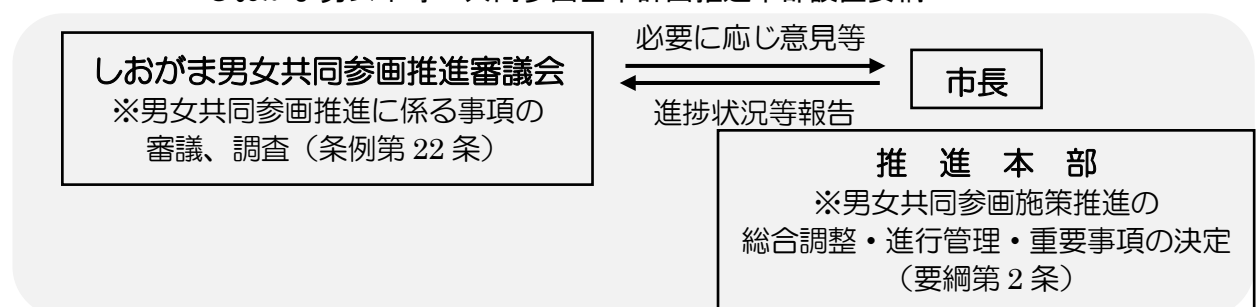 必要に応じ意見等
しおがま男女共同参画推進審議会
※男女共同参画推進に係る事項の
審議、調査（条例第 22 条）
市長
進捗状況等報告
推 進 本 部
※男女共同参画施策推進の
総合調整・進行管理・重要事項の決定
（要綱第 2 条）